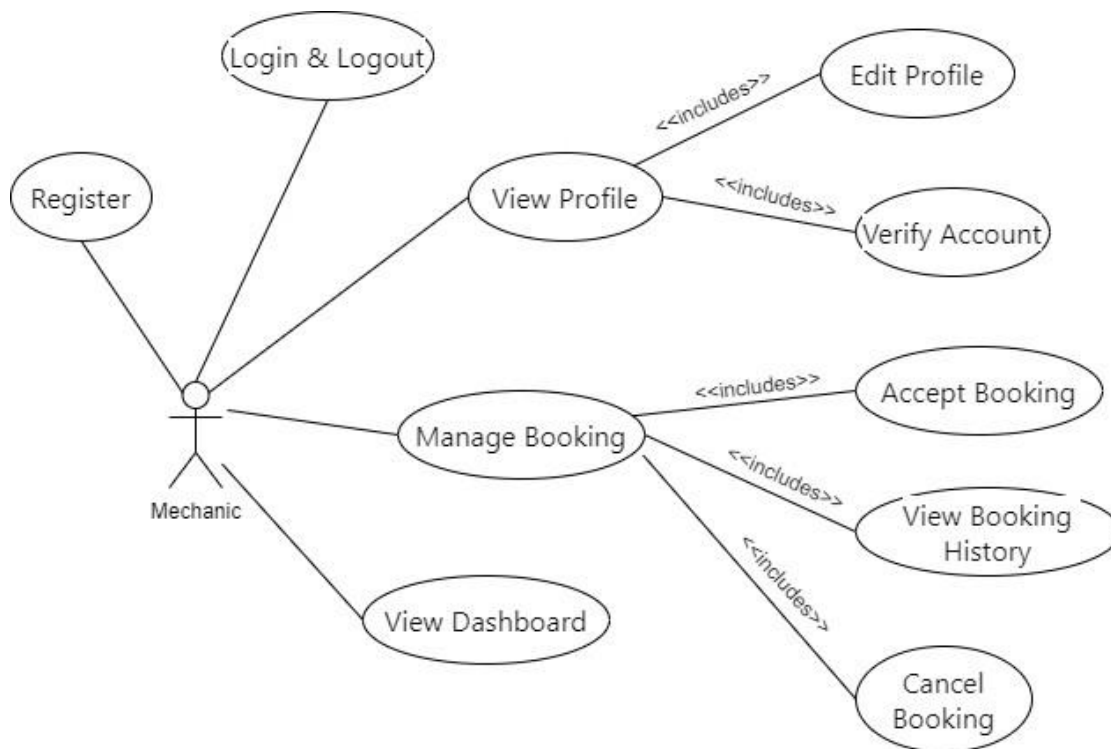 Login & Logout
Edit Profile
<<includes>>
Register
View Profile
<<includes>>
Verify Account
Accept Booking
<<includes>>
Manage Booking
<<includes>>
View Booking
History
Mechanic
<<includes>>
View Dashboard
Cancel
Booking